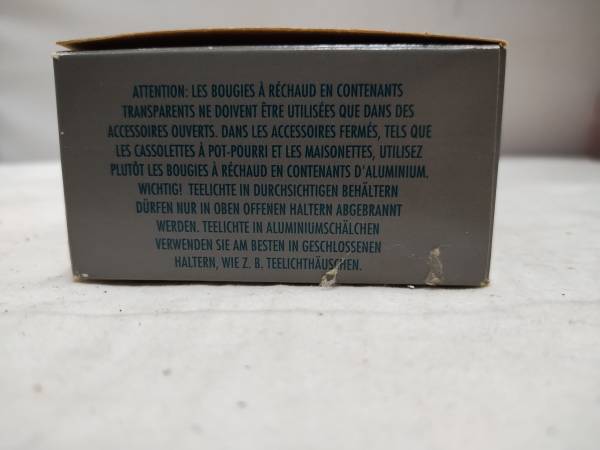 ATTENTION: LES BOUGIES À RÉCHAUD EN CONTENANTS
TRANSPARENTS NE DOIVENT ÊTRE UTILISÉES QUE DANS DES
ACCESSOIRES OUVERTS. DANS LES ACCESSOIRES FERMÉS, TELS QUE
LES CASSOLETTES À POT-POURRI ET LES MAISONETTES, UTILISEZ
PLUTÔT LES BOUGIES À RÉCHAUD EN CONTENANTS D'ALUMINIUM.
WICHTIG! TEELICHTE IN DURCHSICHTIGEN BEHÄLTERN
DÜRFEN NUR IN OBEN OFFENEN HALTERN ABGEBRANNT
WERDEN. TEELICHTE IN ALUMINIUMSCHÄLCHEN
VERWENDEN SIE AM BESTEN IN GESCHLOSSENEN
HALTERN, WIE Z. B. TEELICHTHÄUSCHEN.